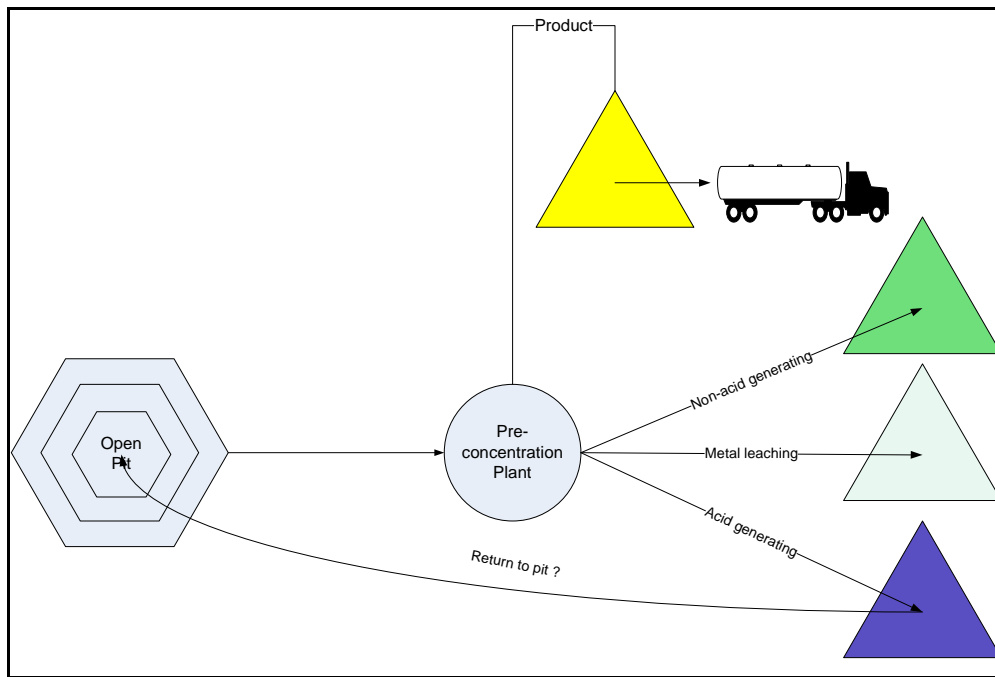 Product
Non-acid generating
Open
Pit
Pre-
concentration
Plant
Metal leaching
Acid generating
Return to pit ?